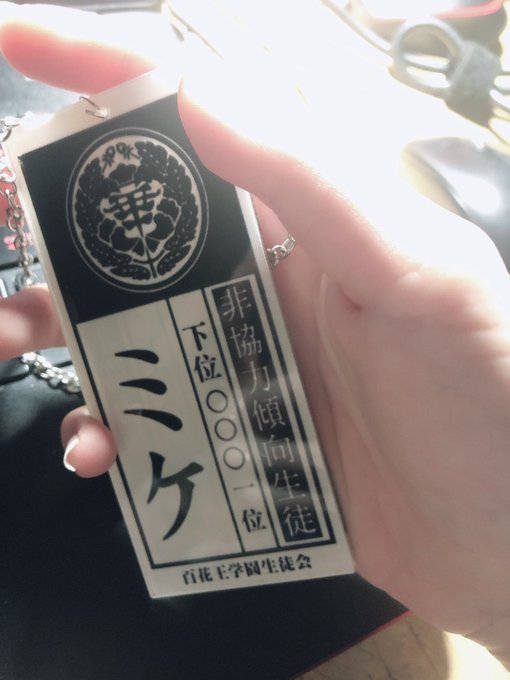 華
非協力傾向生徒
下位〇〇〇一位
ミケ
百花王学園生徒会